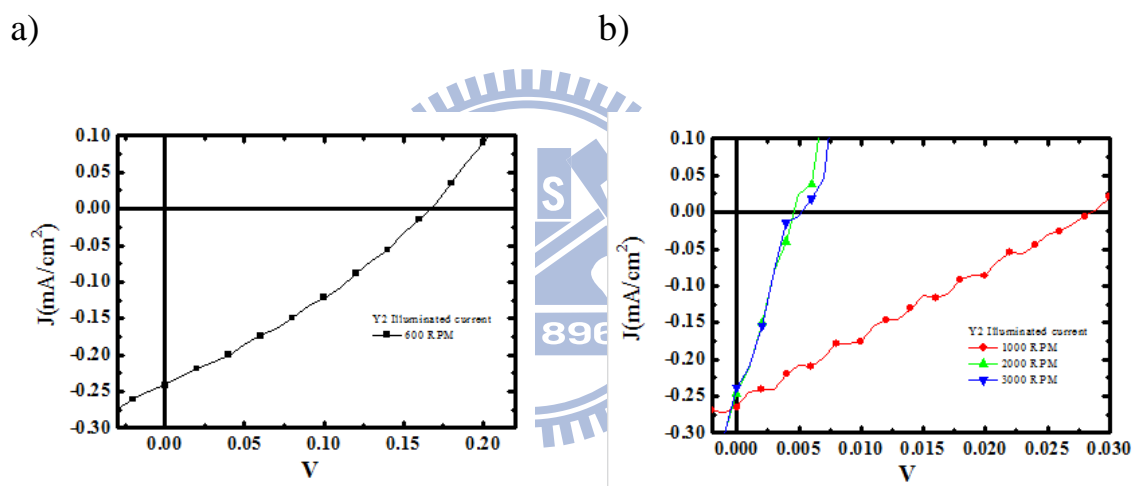 a)
b)
0.10
0.05
0.00
-0.05
-0.10
-0.15
-0.20
-0.25
-0.30
J(mA/cm²)
Y2 Illuminated current
600 RPM
0.00 0.05 0.10 0.15 0.20
V
S
896
0.10
0.05
0.00
-0.05
-0.10
-0.15
-0.20
-0.25
-0.30
J(mA/cm²)
Y2 Illuminated current
1000 RPM
2000 RPM
3000 RPM
0.000 0.005 0.010 0.015 0.020 0.025 0.030
V